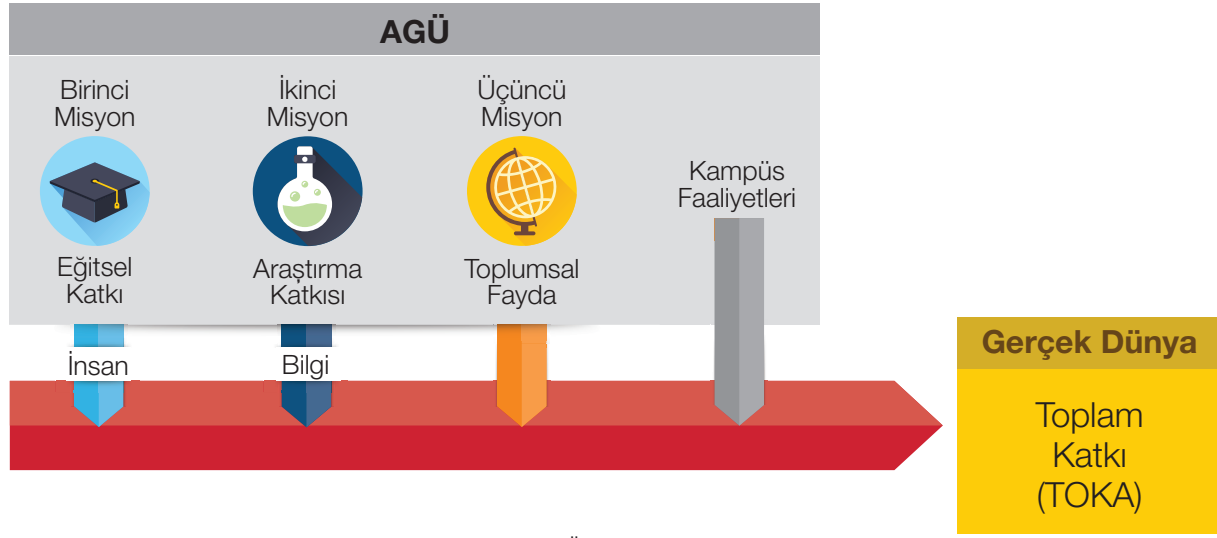 AGÜ
Birinci
Misyon
İkinci
Misyon
Üçüncü
Misyon
Kampüs
Faaliyetleri
Eğitsel
Katkı
Araştırma
Katkısı
Toplumsal
Fayda
İnsan
Bilgi
Gerçek Dünya
Toplam
Katkı
(TOKA)